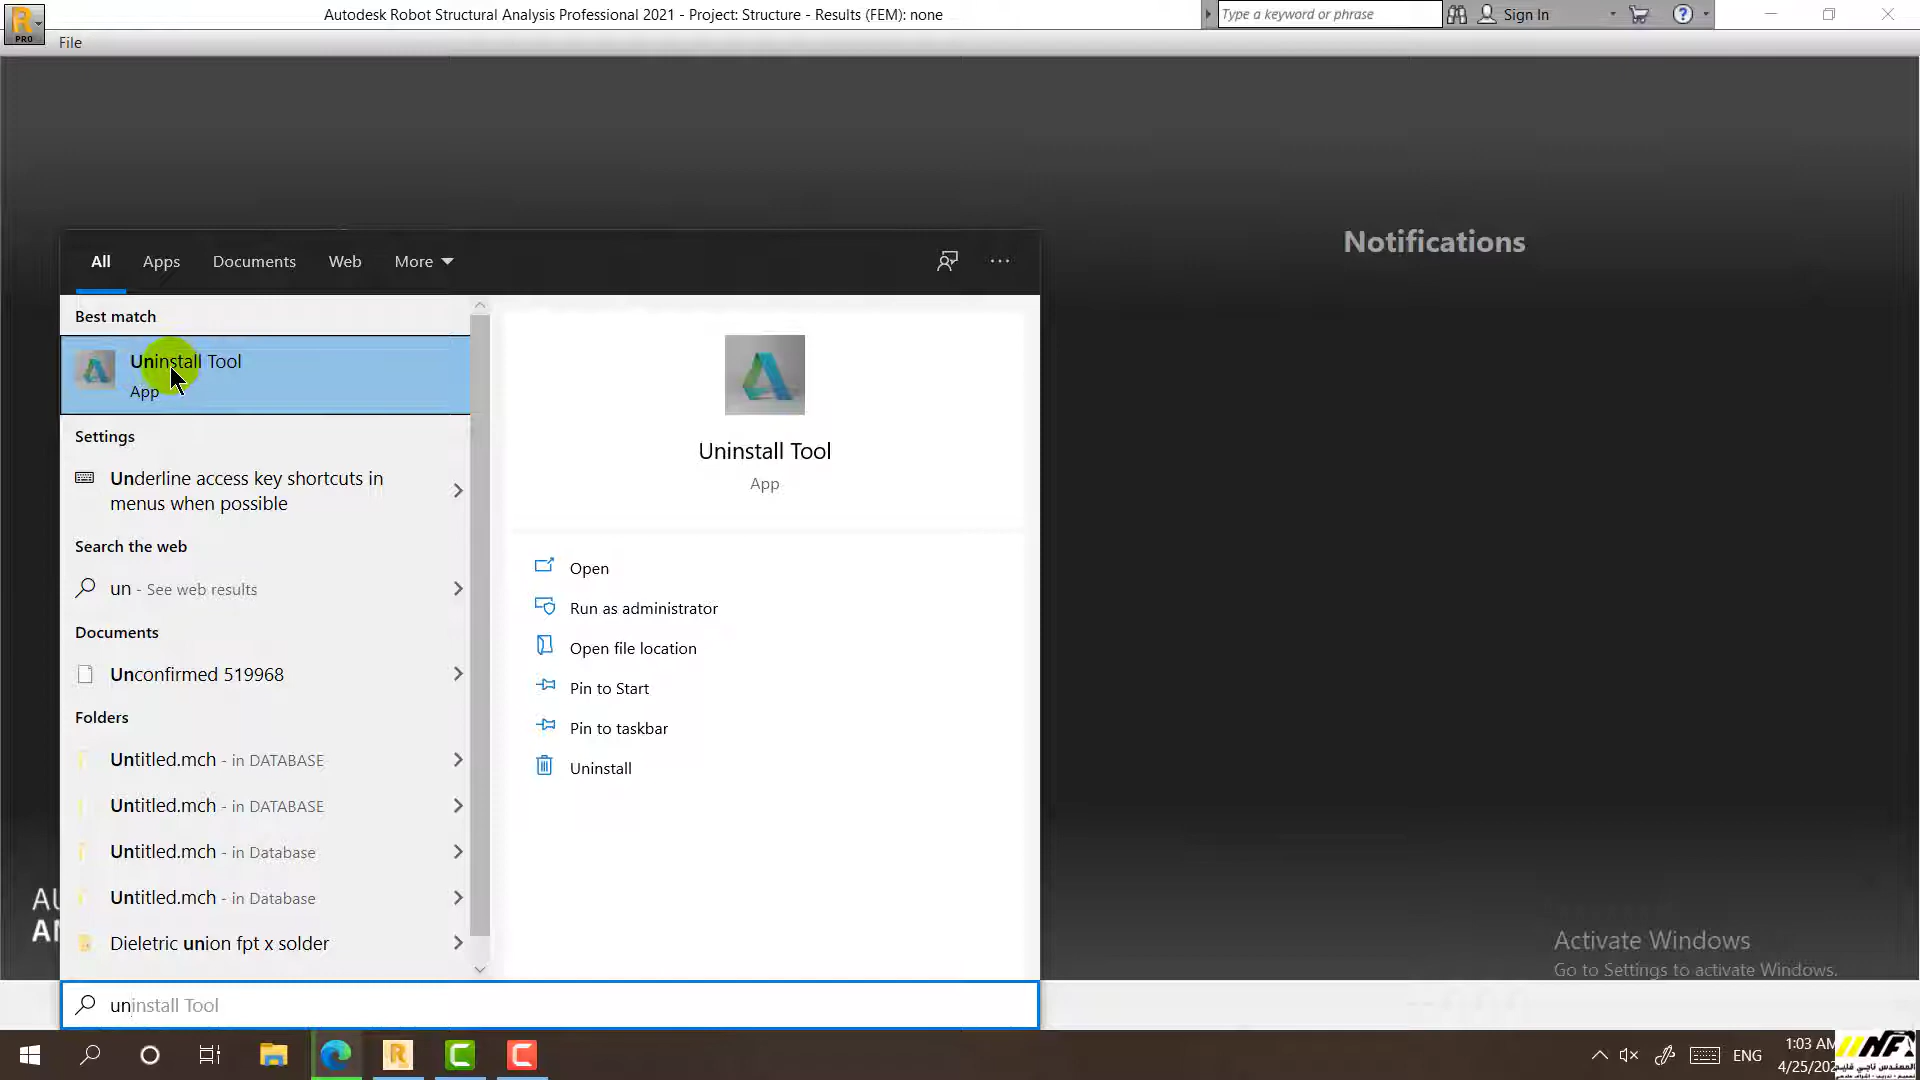 Autodesk Robot Structural Analysis Professional 2021 - Project: Structure - Results (FEM): none
Type a keyword or phrase
Sign In
PRO
File
Notifications
All
Apps
Documents
Web
More
Best match
Uninstall Tool
App
Settings
Underline access key shortcuts in
menus when possible
Search the web
un - See web results
Documents
Unconfirmed 519968
Folders
Untitled.mch - in DATABASE
Untitled.mch - in DATABASE
Untitled.mch - in Database
Untitled.mch - in Database
Dieletric union fpt x solder
Uninstall Tool
App
Open
Run as administrator
Open file location
Pin to Start
Pin to taskbar
Uninstall
Activate Windows
Go to Settings to activate Windows.
uninstall Tool
ENG
1:03 AM